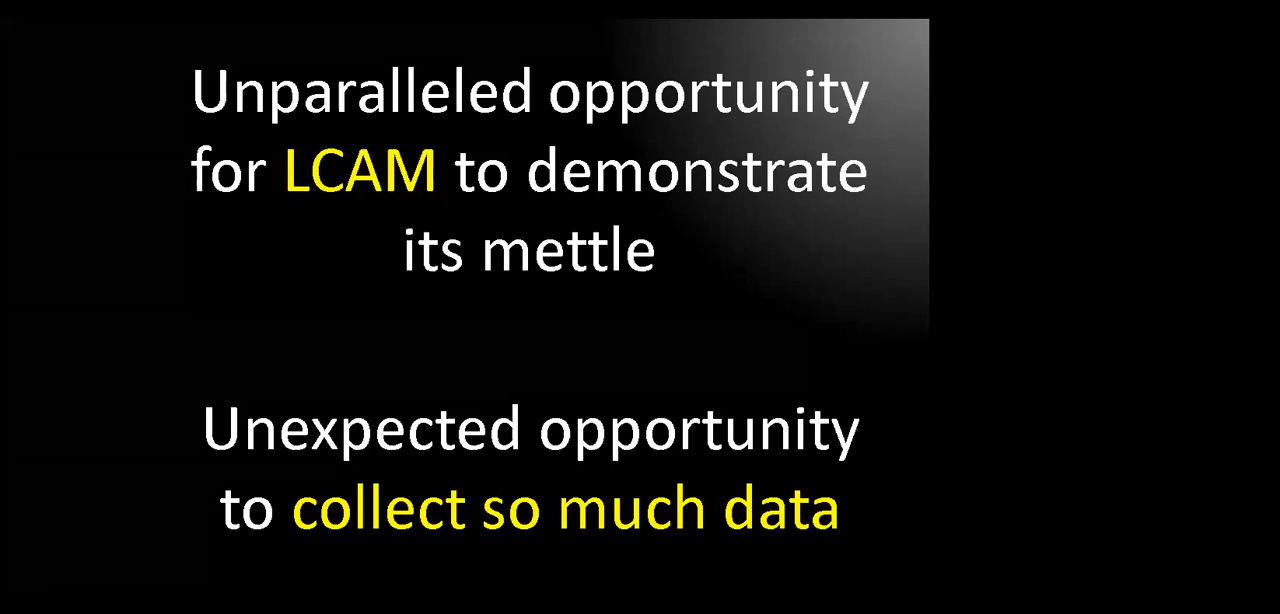 Unparalleled opportunity
for LCAM to demonstrate
its mettle
Unexpected opportunity
to collect so much data